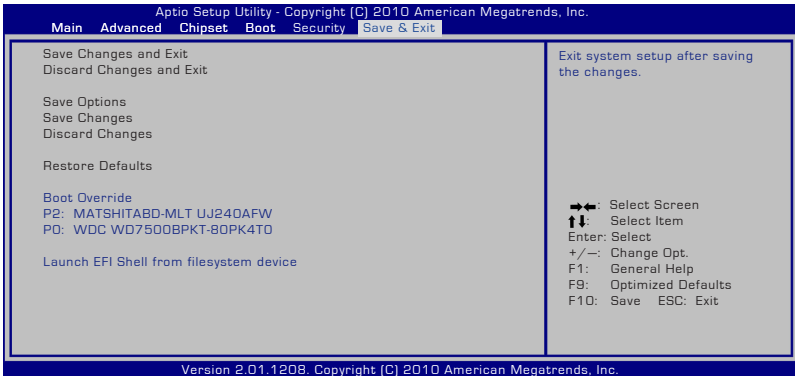 Aptio Setup Utility - Copyright (C) 2010 American Megatrends, Inc.
Main Advanced Chipset Boot Security Save & Exit
Save Changes and Exit
Discard Changes and Exit
Save Options
Save Changes
Discard Changes
Restore Defaults
Boot Override
P2: MATSHITABD-MLT UJ240AFW
P0: WDC WD7500BPKT-80PK4T0
Launch EFI Shell from filesystem device
Exit system setup after saving
the changes.
→←: Select Screen
↑↓: Select Item
Enter: Select
+/—: Change Opt.
F1: General Help
F9: Optimized Defaults
F10: Save ESC: Exit
Version 2.01.1208. Copyright (C) 2010 American Megatrends, Inc.